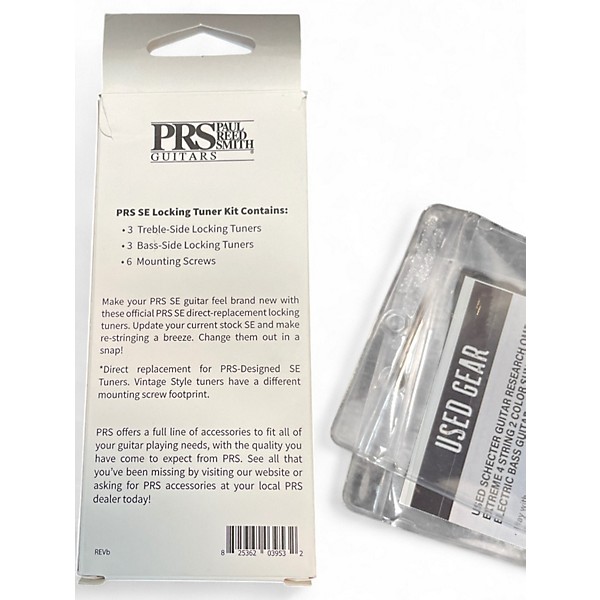 PRS PAUL
REED
SMITH
GUITARS
PRS SE Locking Tuner Kit Contains:
• 3 Treble-Side Locking Tuners
• 3 Bass-Side Locking Tuners
• 6 Mounting Screws
Make your PRS SE guitar feel brand new with
these official PRS SE direct-replacement locking
tuners. Update your current stock SE and make
re-stringing a breeze. Change them out in a
snap!
*Direct replacement for PRS-Designed SE
Tuners. Vintage Style tuners have a different
mounting screw footprint.
PRS offers a full line of accessories to fit all of
your guitar playing needs, with the quality you
have come to expect from PRS. See all that
you've been missing by visiting our website or
asking for PRS accessories at your local PRS
dealer today!
REVb
8 25362 03953 2
USED GEAR
USED SCHECTER GUITAR RESEARCH
EXTREME 4 STRING 2 COLOR
ELECTRIC BASS GUITAR